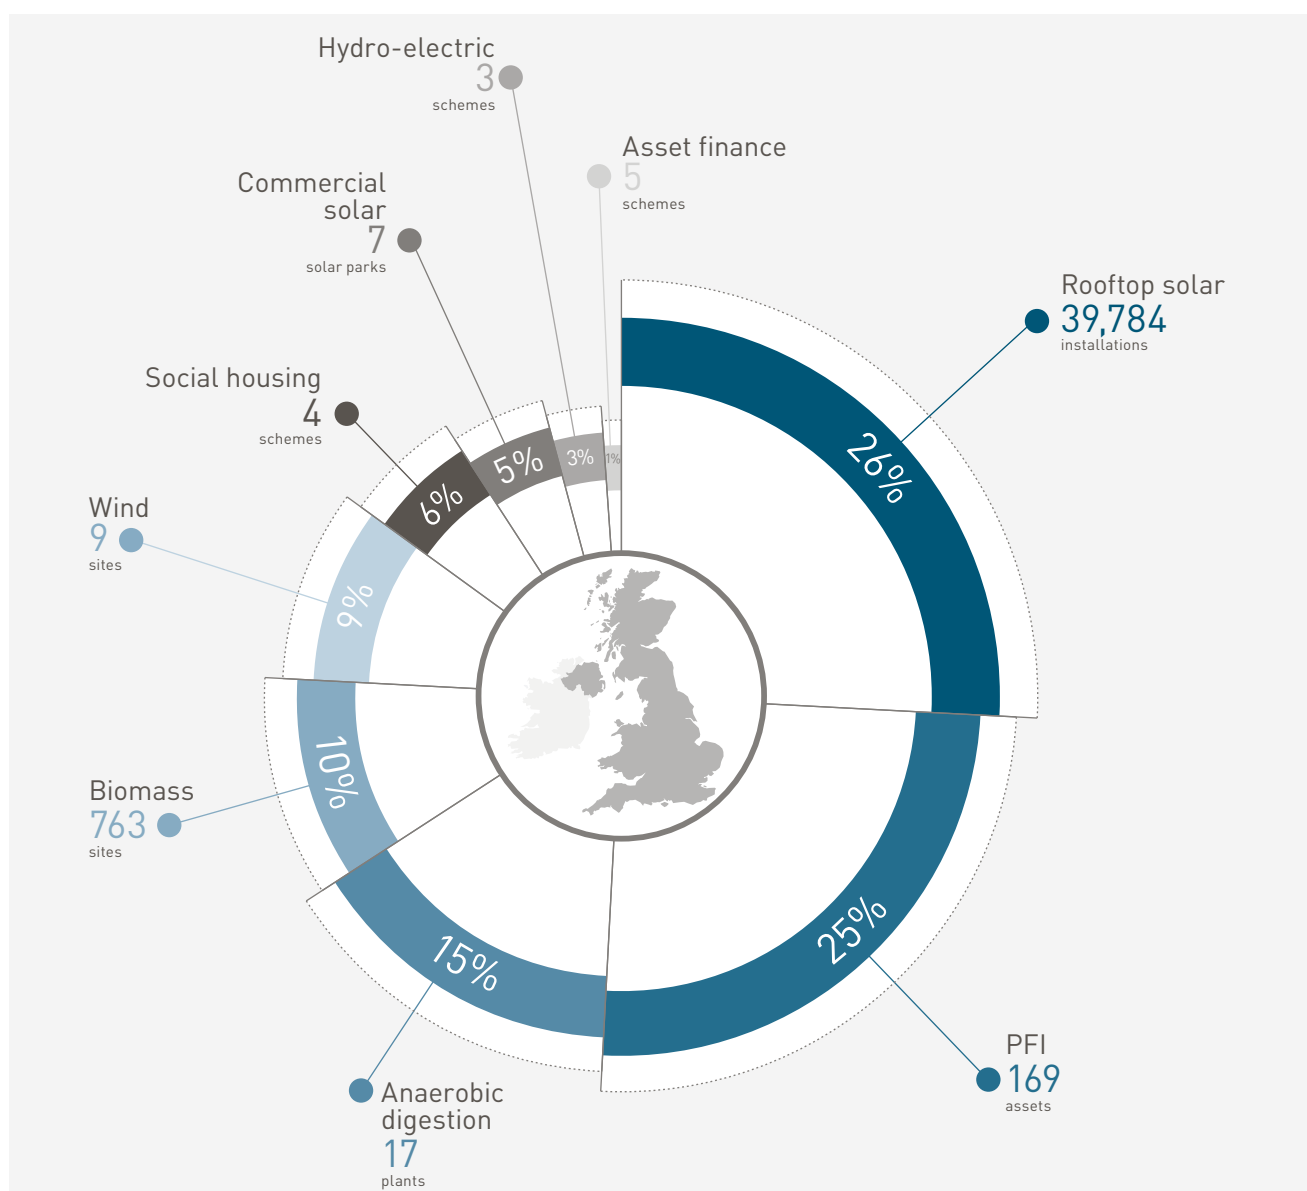 Hydro-electric
3
schemes
Asset finance
5
schemes
Commercial
solar
7
solar parks
Rooftop solar
39,784
installations
Social housing
4
schemes
Wind
9
sites
Biomass
763
sites
Anaerobic
digestion
17
plants
PFI
169
assets
26%
25%
15%
10%
9%
6%
5%
3%
1%